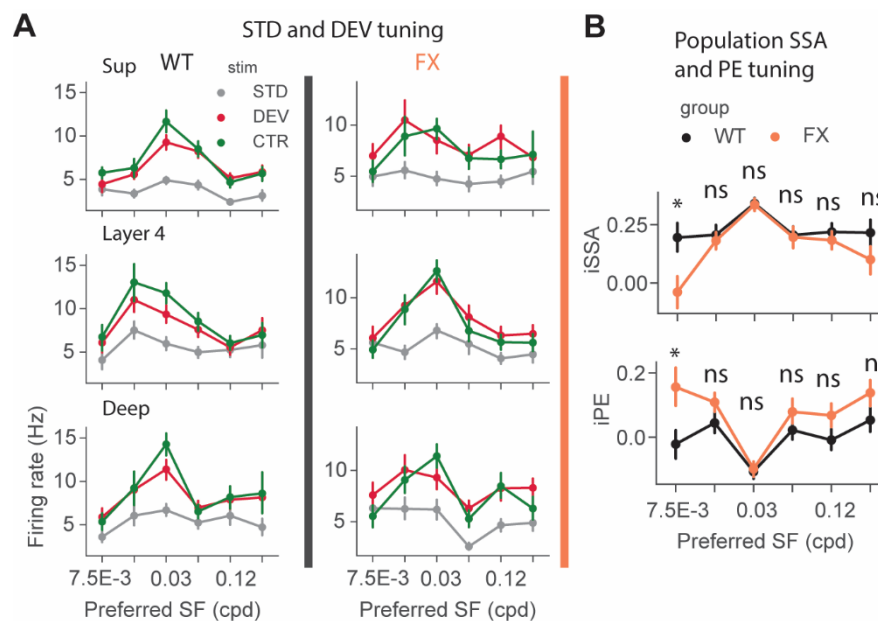 A
STD and DEV tuning
Sup WT
stim
STD
DEV
CTR
FX
15
10
5
10
5
Layer 4
15
10
5
10
5
Deep
15
10
5
10
5
Firing rate (Hz)
7.5E-3 0.03 0.12
7.5E-3 0.03 0.12
Preferred SF (cpd)
Preferred SF (cpd)
B
Population SSA
and PE tuning
group
WT FX
* ns ns ns ns ns
0.25
0.00
iSSA
* ns ns ns ns n
0.2
0.0
iPE
7.5E-3 0.03 0.12
Preferred SF (cpd)